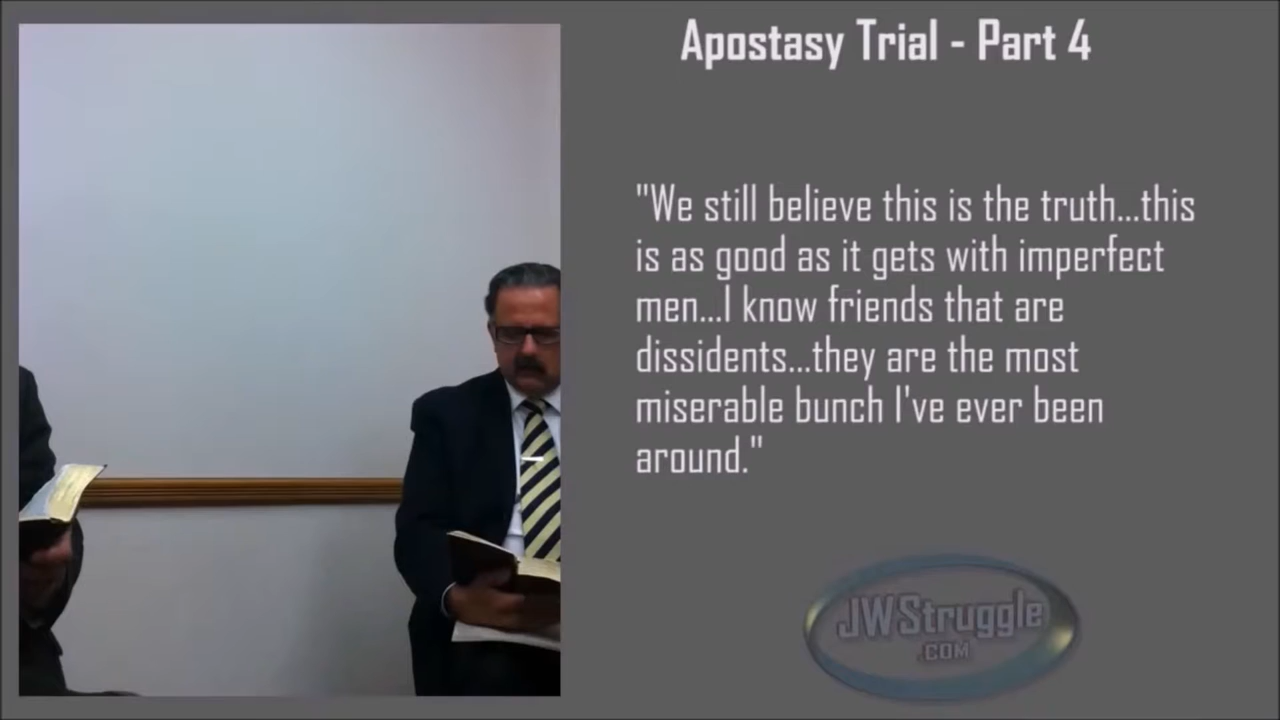 Apostasy Trial - Part 4
"We still believe this is the truth...this
is as good as it gets with imperfect
men...I know friends that are
dissidents...they are the most
miserable bunch I've ever been
around."
JWStruggle
.COM